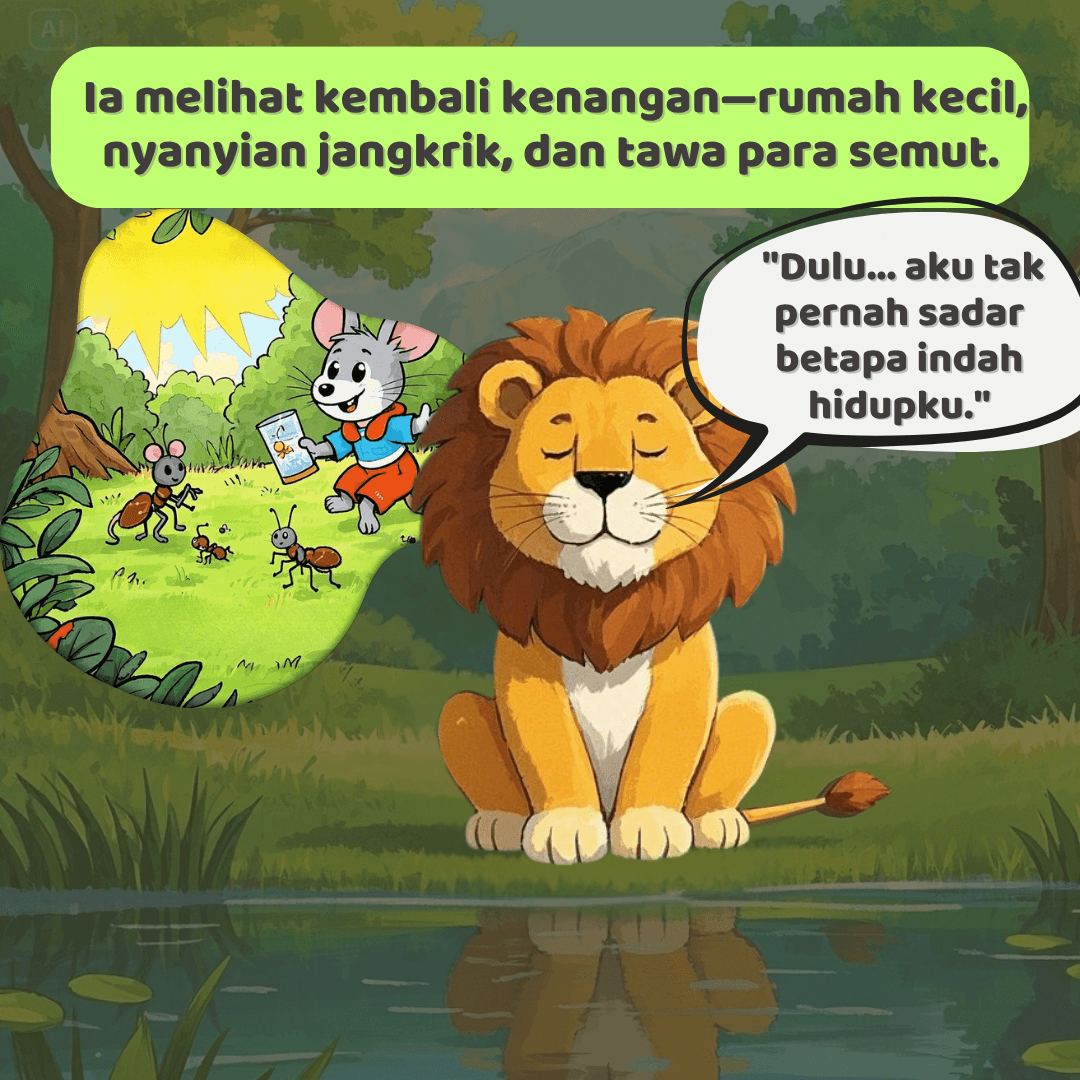 AI
Ia melihat kembali kenangan—rumah kecil,
nyanyian jangkrik, dan tawa para semut.
"Dulu... aku tak
pernah sadar
betapa indah
hidupku."